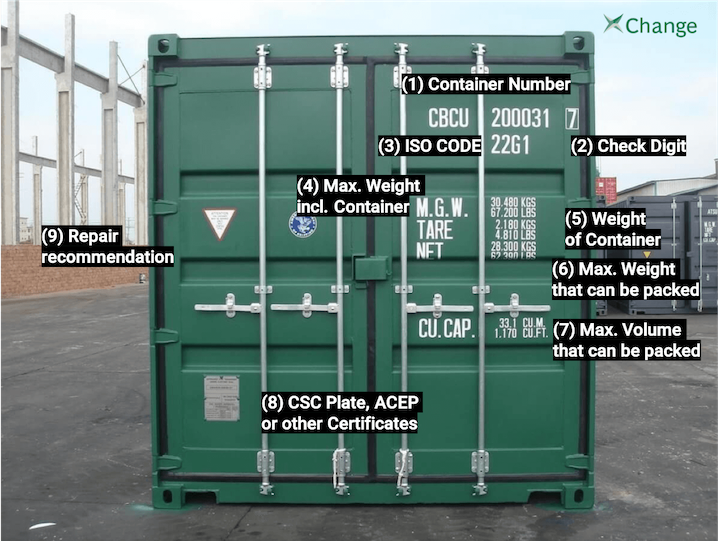 Change
(1) Container Number
CBCU 200031 7
(3) ISO CODE 22G1 (2) Check Digit
(4) Max. Weight
incl. Container
M.G.W. 30.480 KGS
67.200 LBS
TARE 2.180 KGS
4.810 LBS
NET 28.300 KGS
62.390 LBS
(5) Weight
of Container
(9) Repair
recommendation
(6) Max. Weight
that can be packed
CU.CAP. 33.1 CU.M.
1.170 CU.FT.
(7) Max. Volume
that can be packed
(8) CSC Plate, ACEP
or other Certificates